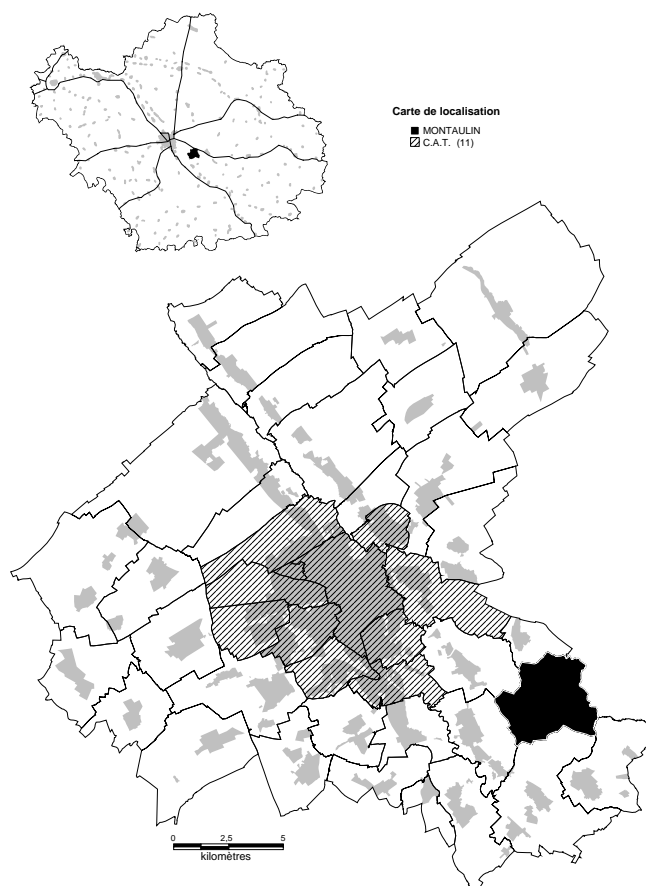 Carte de localisation
MONTAULIN
C.A.T. (11)
0 2,5 5
kilomètres